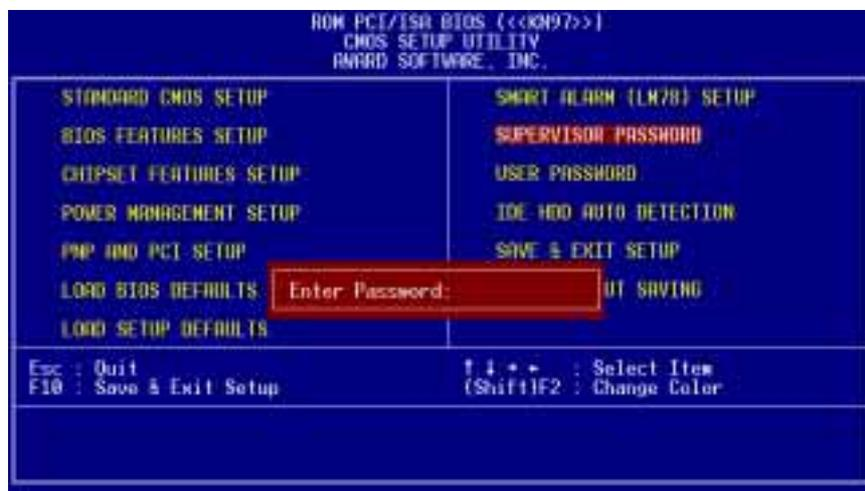 ROM PCI/ISA BIOS (<<KN97>>)
CMOS SETUP UTILITY
AWARD SOFTWARE, INC.
STANDARD CMOS SETUP
BIOS FEATURES SETUP
CHIPSET FEATURES SETUP
POWER MANAGEMENT SETUP
PNP AND PCI SETUP
LOAD BIOS DEFAULTS
LOAD SETUP DEFAULTS
SMART ALARM (LM78) SETUP
SUPERVISOR PASSWORD
USER PASSWORD
IDE HDD AUTO DETECTION
SAVE & EXIT SETUP
UT SAVING
Enter Password:
Esc : Quit
F10 : Save & Exit Setup
↑ ↓ → ← : Select Item
(Shift)F2 : Change Color